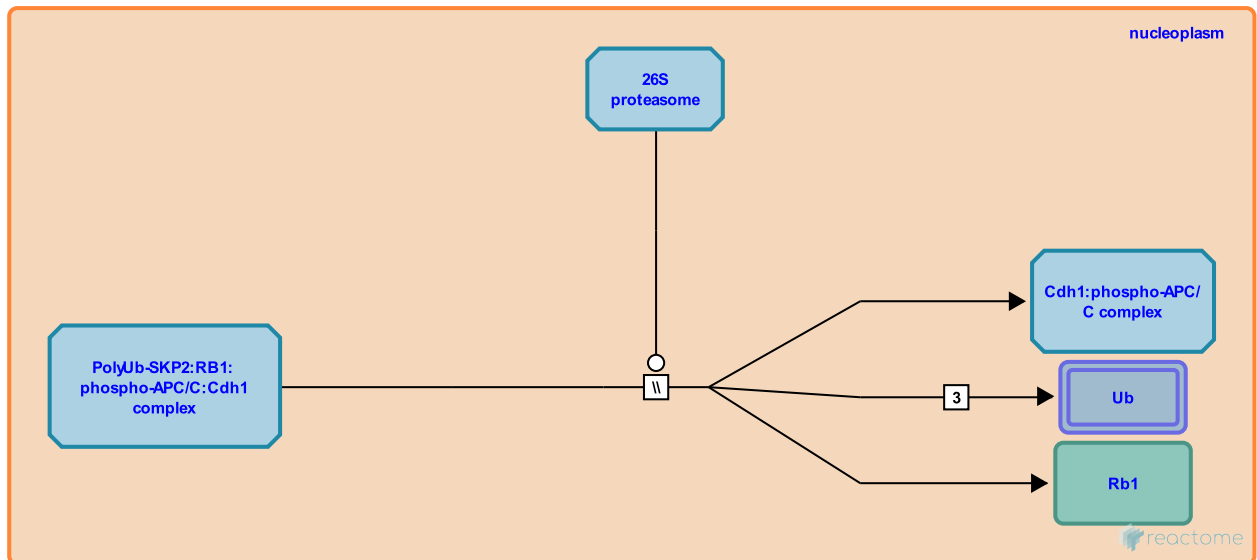 nucleoplasm
26S
proteasome
Cdh1:phospho-APC/
C complex
PolyUb-SKP2:RB1:
phospho-APC/C:Cdh1
complex
\\
3
Ub
Rb1
reactome